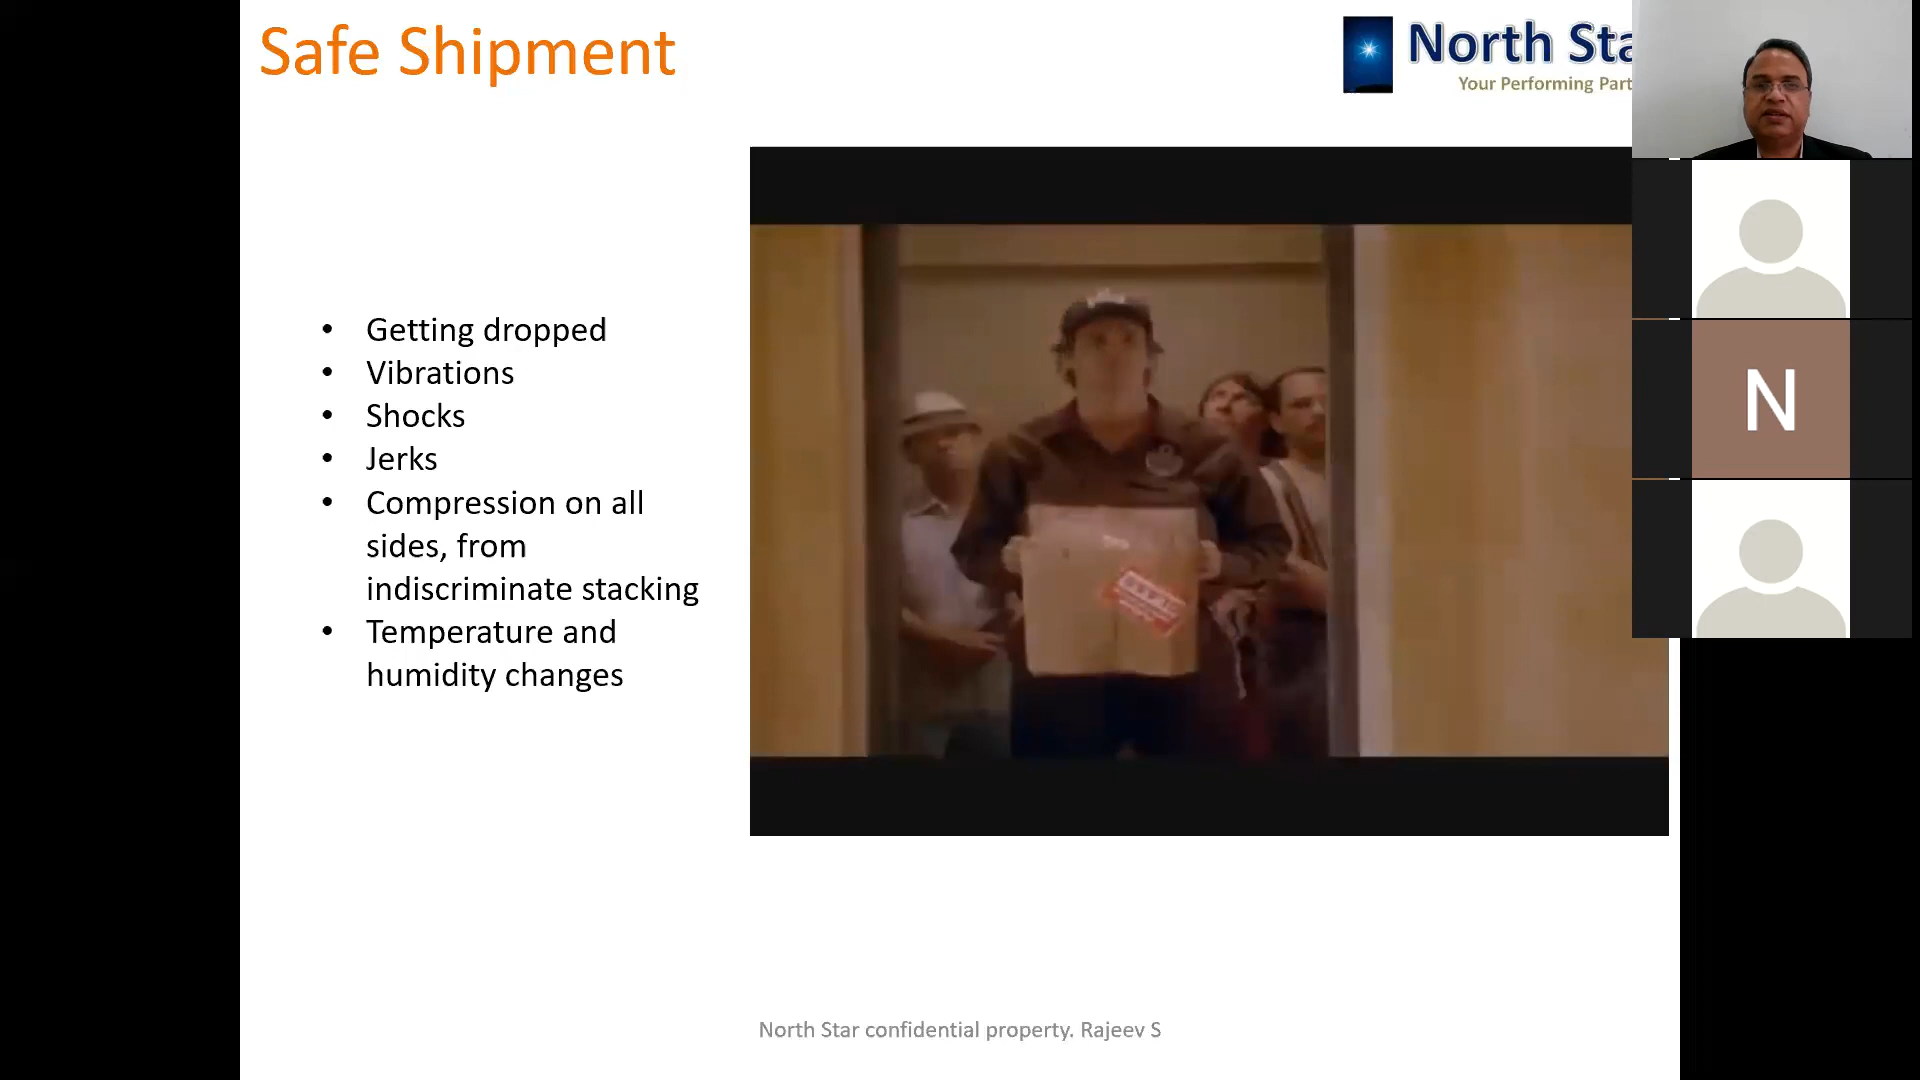 Safe Shipment
North Sta
Your Performing Part
• Getting dropped
• Vibrations
• Shocks
• Jerks
• Compression on all
sides, from
indiscriminate stacking
• Temperature and
humidity changes
N
North Star confidential property. Rajeev S